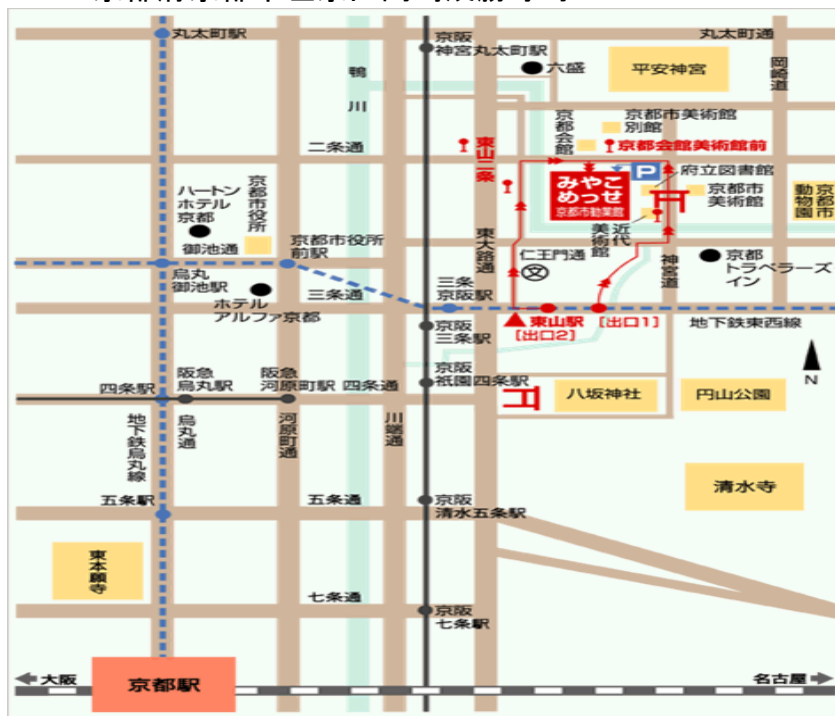 丸太町駅
京阪
神宮丸太町駅
丸太町通
鴨
川
六盛
平安神宮
岡崎道
京都会館
京都市美術館
別館
京都会館美術館前
東山二条
二条通
ハートン
ホテル
京都
京都市役所
みやこ
めっせ
京都市勧業館
P
府立図書館
京都市
美術館
京都市
動物園
近代
美術館
御池通
京都市役所
前駅
東大路通
仁王門通
神宮道
京都
トラベラーズ
イン
烏丸
御池駅
三条通
三条
京阪駅
ホテル
アルファ京都
京阪
三条駅
東山駅
[出口2]
[出口1]
地下鉄東西線
N
四条駅
阪急
烏丸駅
阪急
河原町駅
四条通
京阪
祇園四条駅
八坂神社
円山公園
地下鉄烏丸線
烏丸通
河原町通
川端通
清水寺
五条駅
五条通
京阪
清水五条駅
東本願寺
七条通
京阪
七条駅
大阪
京都駅
名古屋